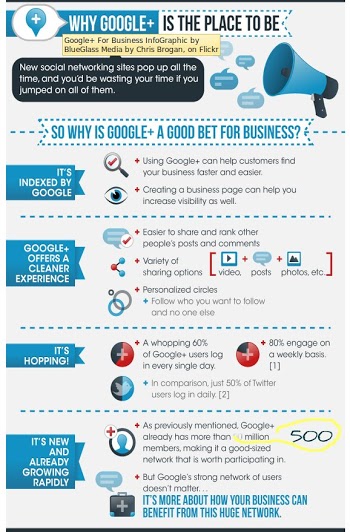 WHY GOOGLE+ IS THE PLACE TO BE
Google+ For Business InfoGraphic by
BlueGlass Media by Chris Brogan, on Flickr
New social networking sites pop up all the
time, and you'd be wasting your time if you
jumped on all of them.
SO WHY IS GOOGLE+ A GOOD BET FOR BUSINESS?
IT'S
INDEXED BY
GOOGLE
+ Using Google+ can help customers find
your business faster and easier.
+ Creating a business page can help you
increase visibility as well.
GOOGLE+
OFFERS A
CLEANER
EXPERIENCE
+ Easier to share and rank other
people's posts and comments
+ Variety of
sharing options
[ + + ]
video, posts photos, etc.
+ Personalized circles
+ Follow who you want to follow
and no one else
IT'S
HOPPING!
+ A whopping 60%
of Google+ users log
in every single day.
+ 80% engage on
a weekly basis.
[1]
+ In comparison, just 50% of Twitter
users log in daily. [2]
IT'S NEW
AND
ALREADY
GROWING
RAPIDLY
+ As previously mentioned, Google+
already has more than million
500
members, making it a good-sized
network that is worth participating in.
+ But Google's strong network of users
doesn't matter. . .
IT'S MORE ABOUT HOW YOUR BUSINESS CAN
BENEFIT FROM THIS HUGE NETWORK.